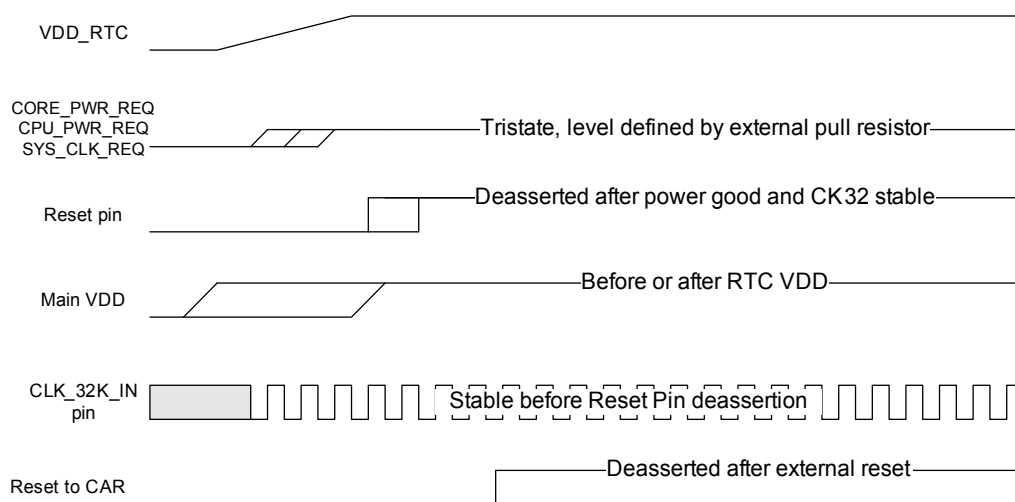 VDD_RTC
CORE_PWR_REQ
CPU_PWR_REQ
SYS_CLK_REQ
Tristate, level defined by external pull resistor
Reset pin
Deasserted after power good and CK32 stable
Main VDD
Before or after RTC VDD
CLK_32K_IN
pin
Stable before Reset Pin deassertion
Reset to CAR
Deasserted after external reset